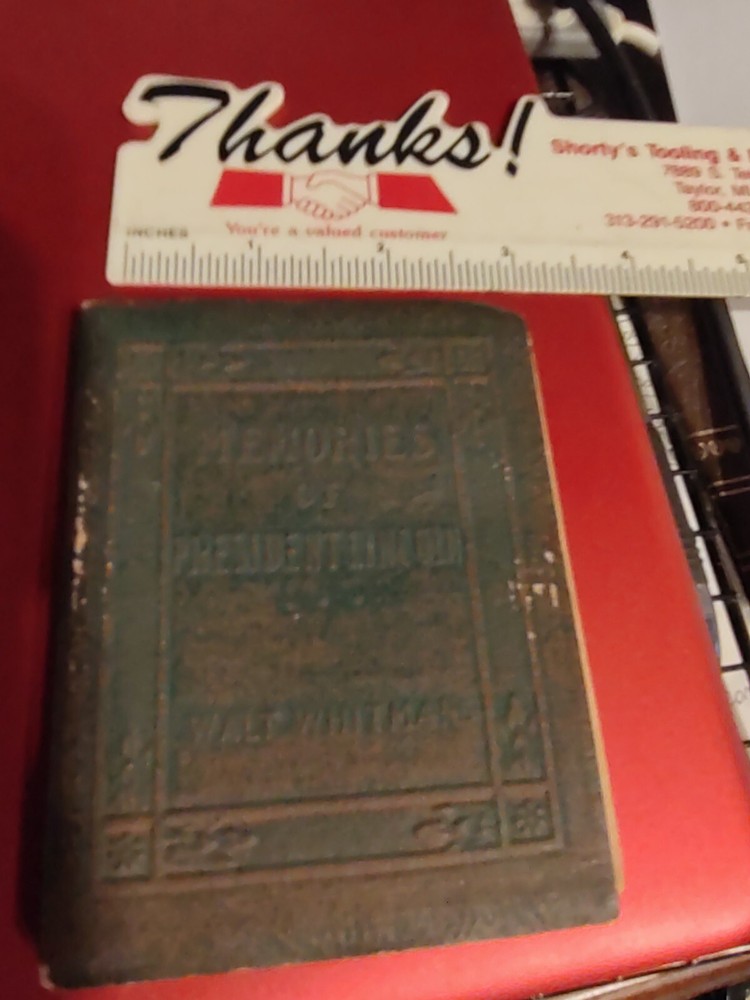 Thanks!
Shorty's Tooling &
7889 S.
Taylor,
313-291-5200 •
You're a valued customer
INCHES
1 2 3 4 5
MEMORIES
OF
PRESIDENT LINCOLN
WALT WHITMAN